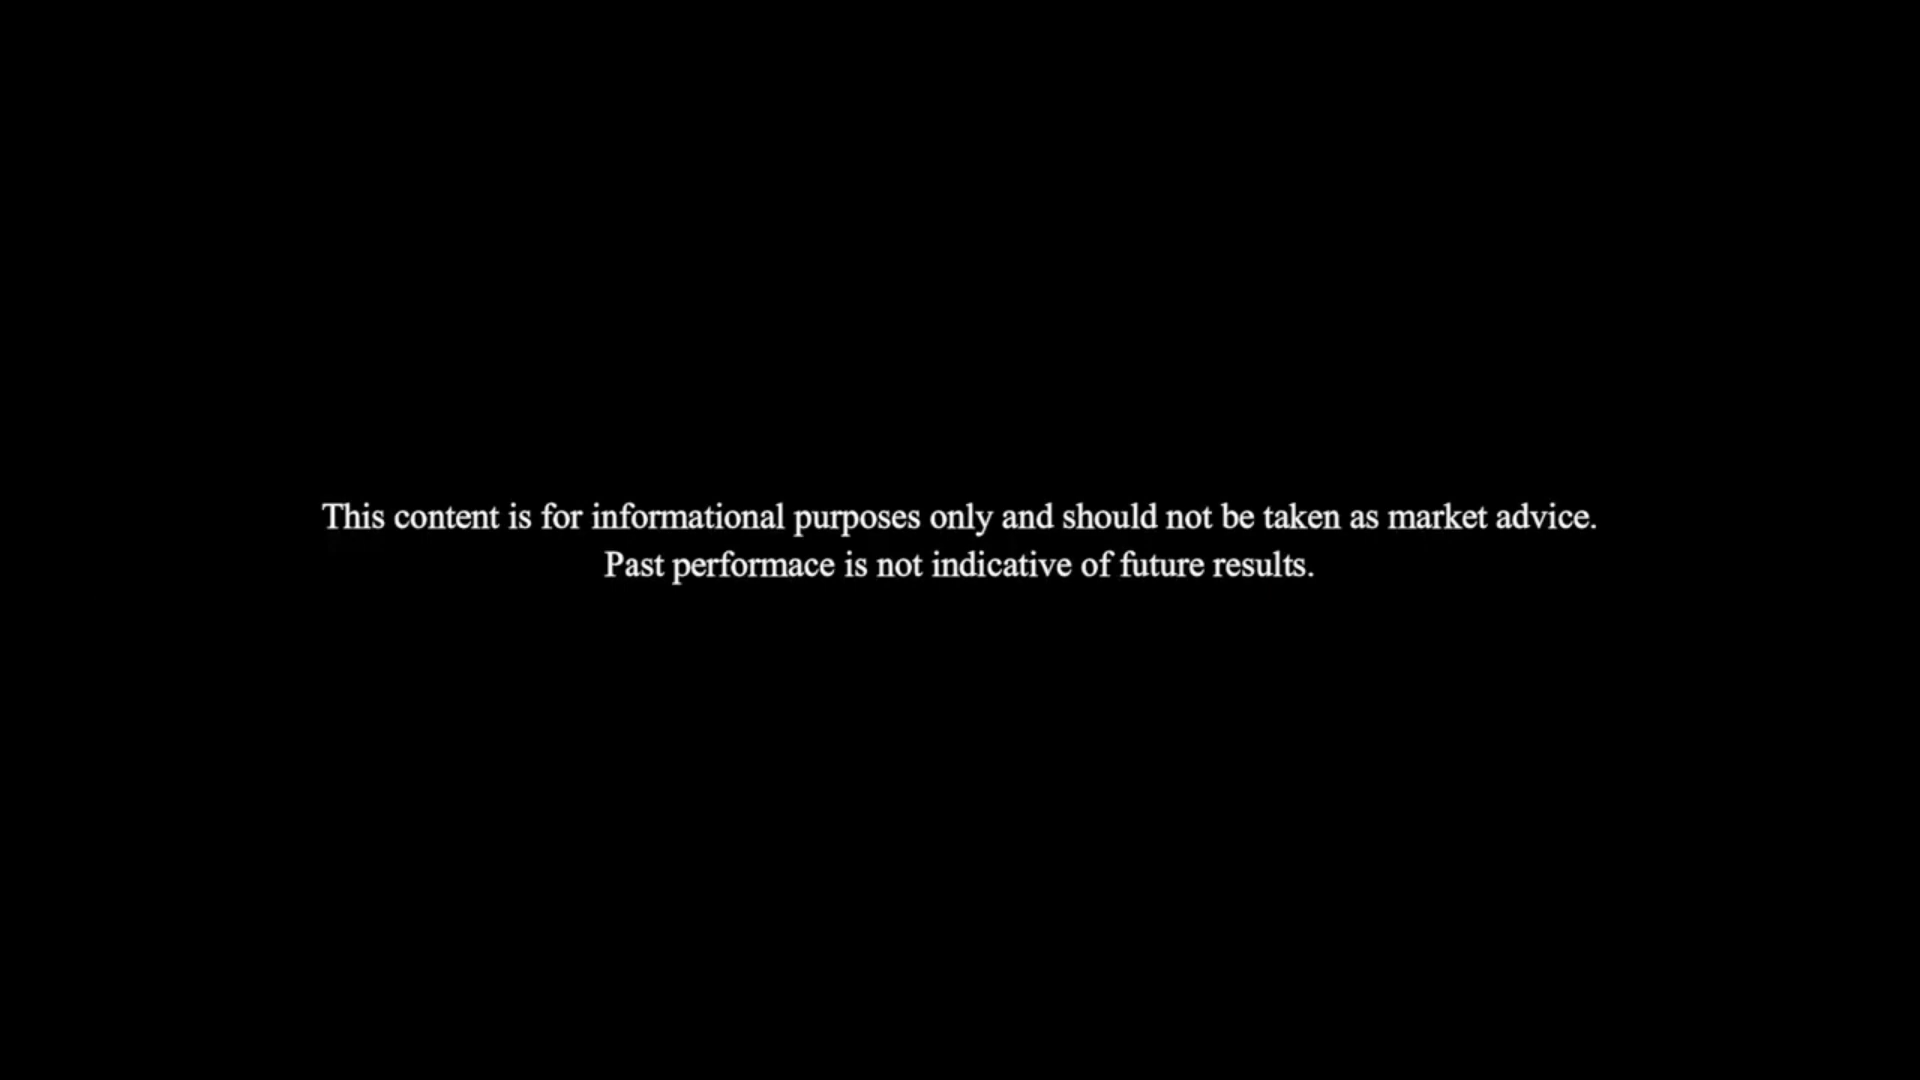 This content is for informational purposes only and should not be taken as market advice.
Past performace is not indicative of future results.